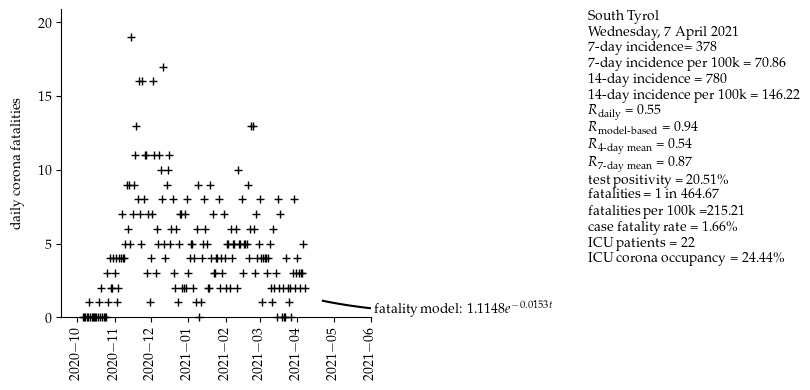 South Tyrol
Wednesday, 7 April 2021
7-day incidence= 378
7-day incidence per 100k = 70.86
14-day incidence = 780
14-day incidence per 100k = 146.22
R_daily = 0.55
R_model-based = 0.94
R_4-day mean = 0.54
R_7-day mean = 0.87
test positivity = 20.51%
fatalities = 1 in 464.67
fatalities per 100k =215.21
case fatality rate = 1.66%
ICU patients = 22
ICU corona occupancy = 24.44%
daily corona fatalities
20
15
10
5
0
fatality model: 1.1148e^{−0.0153t}
2020−10
2020−11
2020−12
2021−01
2021−02
2021−03
2021−04
2021−05
2021−06